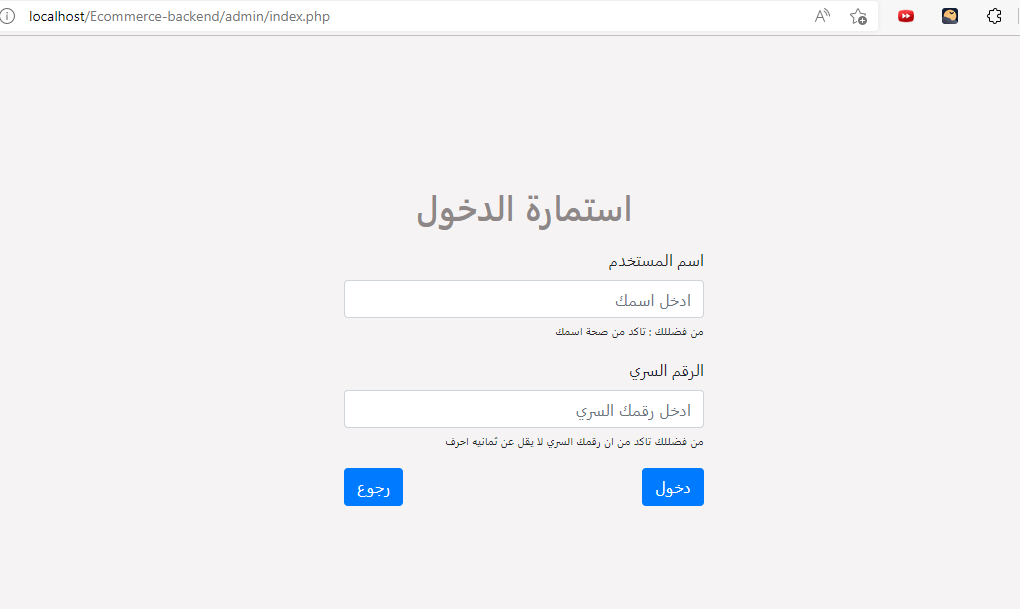 localhost/Ecommerce-backend/admin/index.php
استمارة الدخول
اسم المستخدم
ادخل اسمك
من فضللك : تاكد من صحة اسمك
الرقم السري
ادخل رقمك السري
من فضللك تاكد من ان رقمك السري لا يقل عن ثمانيه احرف
دخول
رجوع